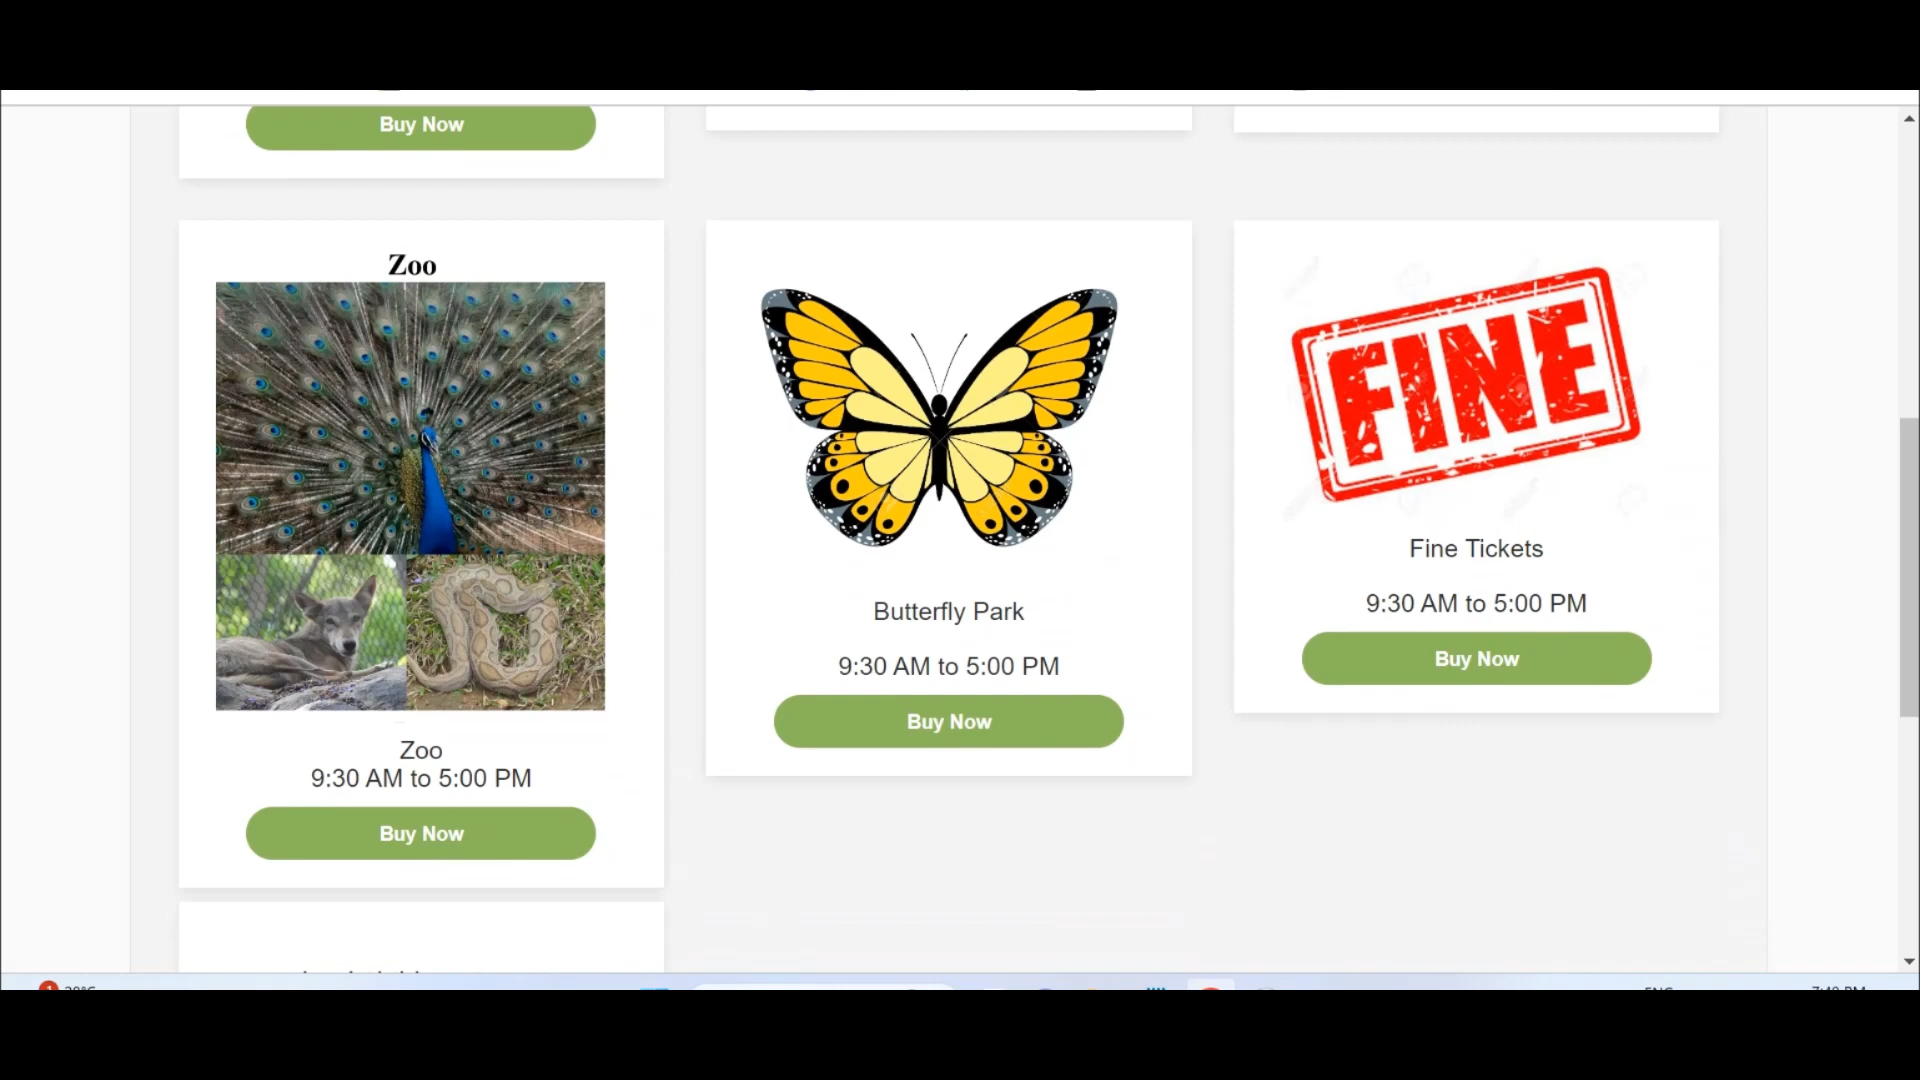 Buy Now
Zoo
FINE
Fine Tickets
9:30 AM to 5:00 PM
Buy Now
Butterfly Park
9:30 AM to 5:00 PM
Buy Now
Zoo
9:30 AM to 5:00 PM
Buy Now